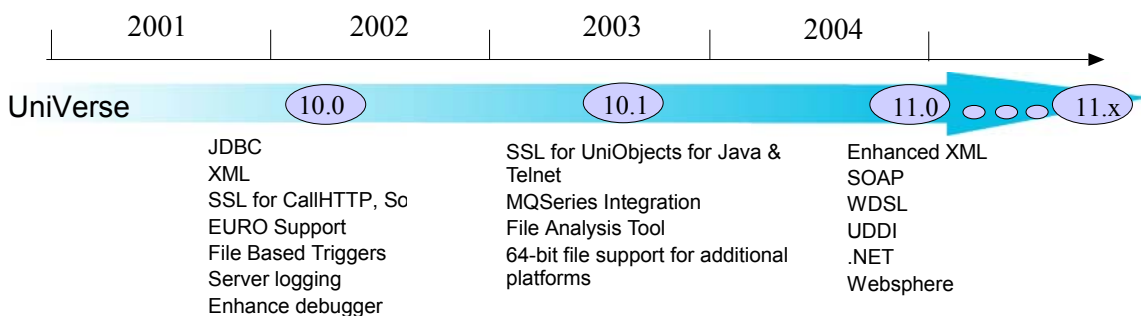 2001 2002 2003 2004
UniVerse 10.0 10.1 11.0 11.x
JDBC
XML
SSL for CallHTTP, So
EURO Support
File Based Triggers
Server logging
Enhance debugger
SSL for UniObjects for Java &
Telnet
MQSeries Integration
File Analysis Tool
64-bit file support for additional
platforms
Enhanced XML
SOAP
WDSL
UDDI
.NET
Websphere